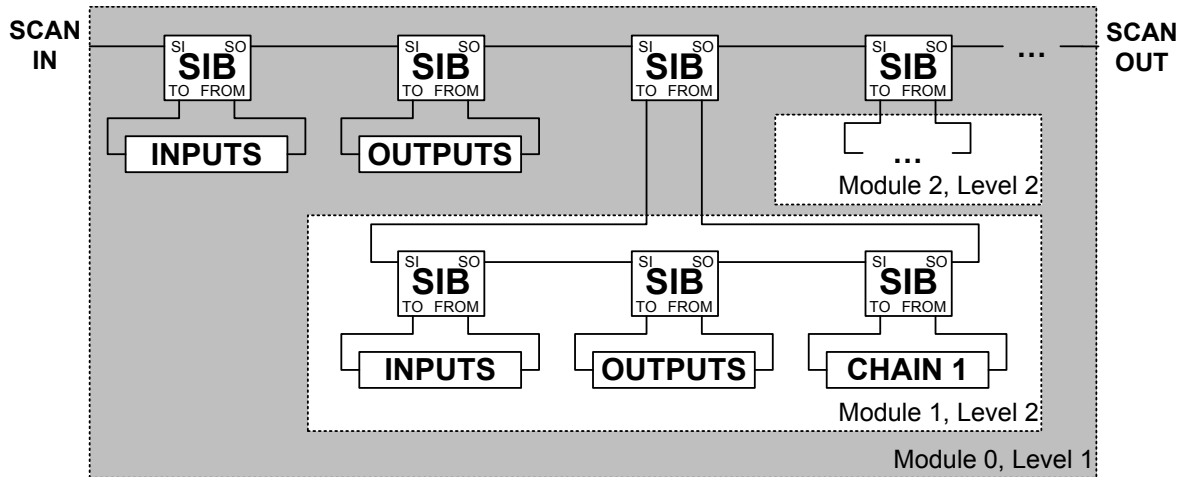 SCAN IN
SCAN OUT
SI SO
SIB
TO FROM
SI SO
SIB
TO FROM
SI SO
SIB
TO FROM
SI SO
SIB
TO FROM
...
INPUTS
OUTPUTS
...
Module 2, Level 2
SI SO
SIB
TO FROM
SI SO
SIB
TO FROM
SI SO
SIB
TO FROM
INPUTS
OUTPUTS
CHAIN 1
Module 1, Level 2
Module 0, Level 1